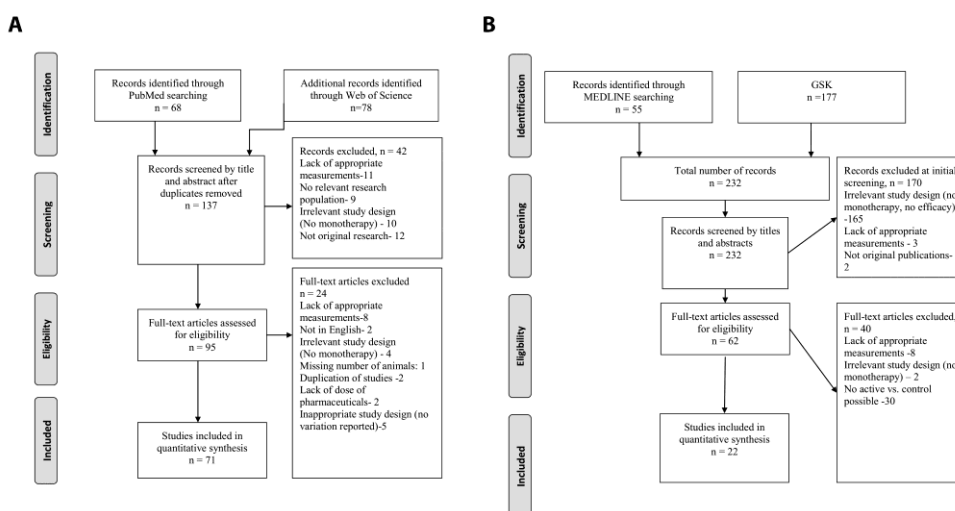 A
Identification
Records identified through
PubMed searching
n = 68
Additional records identified
through Web of Science
n=78
Screening
Records screened by title
and abstract after
duplicates removed
n = 137
Records excluded, n = 42
Lack of appropriate
measurements-11
No relevant research
population- 9
Irrelevant study design
(No monotherapy) - 10
Not original research- 12
Eligibility
Full-text articles assessed
for eligibility
n = 95
Full-text articles excluded
n = 24
Lack of appropriate
measurements-8
Not in English- 2
Irrelevant study design
(No monotherapy) - 4
Missing number of animals: 1
Duplication of studies -2
Lack of dose of
pharmaceuticals- 2
Inappropriate study design (no
variation reported)-5
Included
Studies included in
quantitative synthesis
n = 71
B
Identification
Records identified through
MEDLINE searching
n = 55
GSK
n =177
Total number of records
n = 232
Screening
Records screened by titles
and abstracts
n = 232
Records excluded at initial
screening, n = 170
Irrelevant study design (no
monotherapy, no efficacy)
-165
Lack of appropriate
measurements - 3
Not original publications-
2
Eligibility
Full-text articles assessed
for eligibility
n = 62
Full-text articles excluded,
n = 40
Lack of appropriate
measurements -8
Irrelevant study design (no
monotherapy) – 2
No active vs. control
possible -30
Included
Studies included in
quantitative synthesis
n = 22